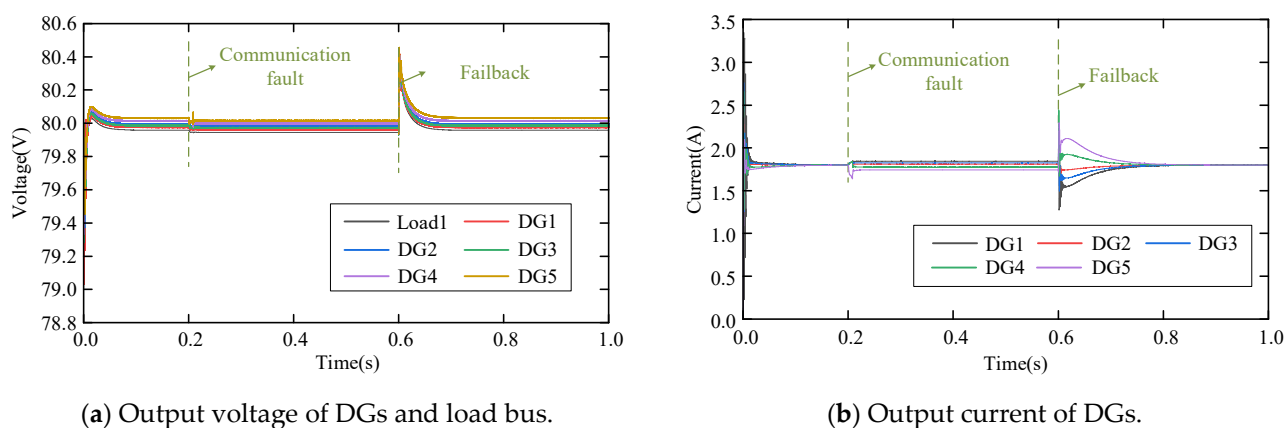 80.6
80.4
80.2
80.0
79.8
79.6
79.4
79.2
79.0
78.8
Voltage(V)
Communication
fault
Failback
Load1
DG1
DG2
DG3
DG4
DG5
0.0
0.2
0.4
0.6
0.8
1.0
Time(s)
(a) Output voltage of DGs and load bus.
3.5
3.0
2.5
2.0
1.5
1.0
0.5
0.0
Current(A)
Communication
fault
Failback
DG1
DG2
DG3
DG4
DG5
0.0
0.2
0.4
0.6
0.8
1.0
Time(s)
(b) Output current of DGs.